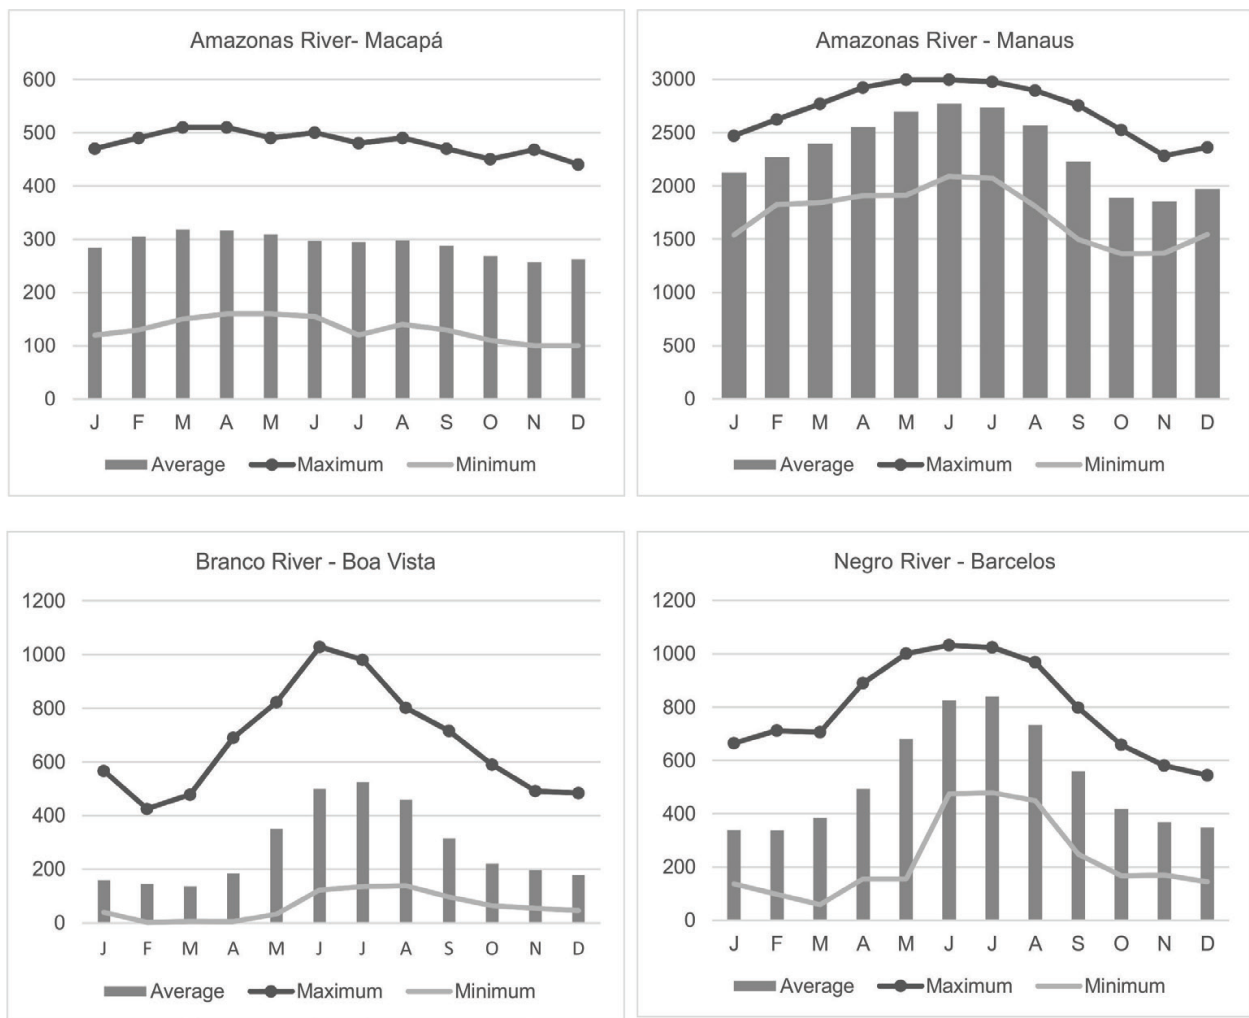 Amazonas River- Macapá
600
500
400
300
200
100
0
J F M A M J J A S O N D
Average Maximum Minimum
Amazonas River - Manaus
3000
2500
2000
1500
1000
500
0
J F M A M J J A S O N D
Average Maximum Minimum
Branco River - Boa Vista
1200
1000
800
600
400
200
0
J F M A M J J A S O N D
Average Maximum Minimum
Negro River - Barcelos
1200
1000
800
600
400
200
0
J F M A M J J A S O N D
Average Maximum Minimum